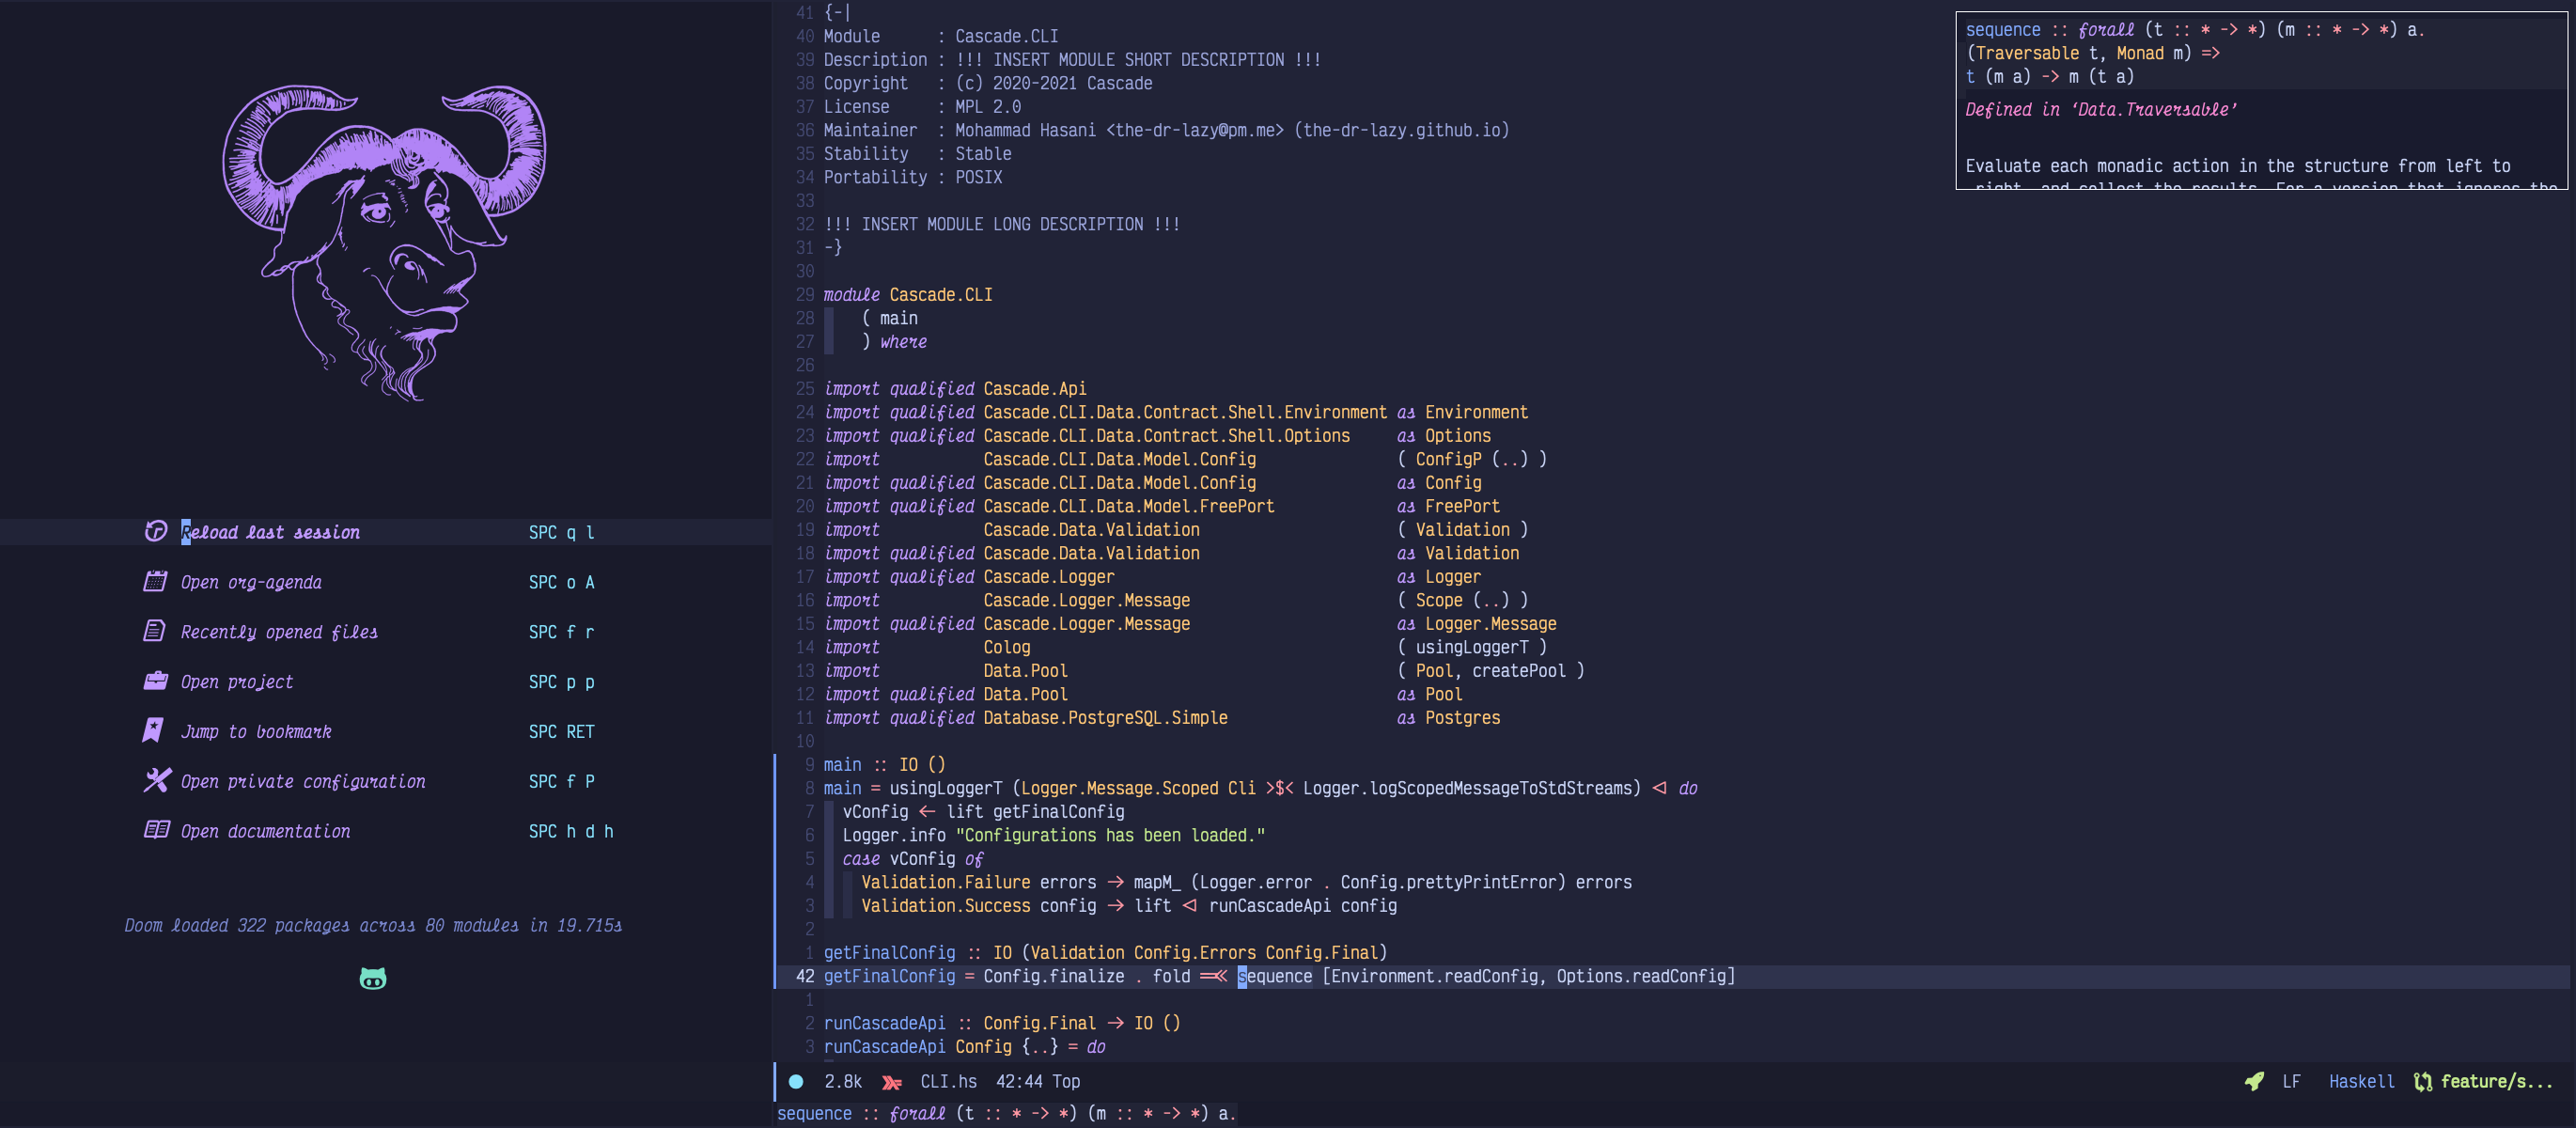 Reload last session SPC q l
Open org-agenda SPC o A
Recently opened files SPC f r
Open project SPC p p
Jump to bookmark SPC RET
Open private configuration SPC f P
Open documentation SPC h d h
Doom loaded 322 packages across 80 modules in 19.715s
41 {-|
40 Module      : Cascade.CLI
39 Description : !!! INSERT MODULE SHORT DESCRIPTION !!!
38 Copyright   : (c) 2020-2021 Cascade
37 License     : MPL 2.0
36 Maintainer  : Mohammad Hasani <the-dr-lazy@pm.me> (the-dr-lazy.github.io)
35 Stability   : Stable
34 Portability : POSIX
33
32 !!! INSERT MODULE LONG DESCRIPTION !!!
31 -}
30
29 module Cascade.CLI
28     ( main
27     ) where
26
25 import qualified Cascade.Api
24 import qualified Cascade.CLI.Data.Contract.Shell.Environment as Environment
23 import qualified Cascade.CLI.Data.Contract.Shell.Options     as Options
22 import           Cascade.CLI.Data.Model.Config               ( ConfigP (..) )
21 import qualified Cascade.CLI.Data.Model.Config               as Config
20 import qualified Cascade.CLI.Data.Model.FreePort             as FreePort
19 import           Cascade.Data.Validation                     ( Validation )
18 import qualified Cascade.Data.Validation                     as Validation
17 import qualified Cascade.Logger                              as Logger
16 import           Cascade.Logger.Message                      ( Scope (..) )
15 import qualified Cascade.Logger.Message                      as Logger.Message
14 import           Colog                                       ( usingLoggerT )
13 import           Data.Pool                                   ( Pool, createPool )
12 import qualified Data.Pool                                   as Pool
11 import qualified Database.PostgreSQL.Simple                  as Postgres
10
9 main :: IO ()
8 main = usingLoggerT (Logger.Message.Scoped Cli >$< Logger.logScopedMessageToStdStreams) <| do
7   vConfig <- lift getFinalConfig
6   Logger.info "Configurations has been loaded."
5   case vConfig of
4     Validation.Failure errors -> mapM_ (Logger.error . Config.prettyPrintError) errors
3     Validation.Success config -> lift <| runCascadeApi config
2
1 getFinalConfig :: IO (Validation Config.Errors Config.Final)
42 getFinalConfig = Config.finalize . fold =<< sequence [Environment.readConfig, Options.readConfig]
1
2 runCascadeApi :: Config.Final -> IO ()
3 runCascadeApi Config {..} = do
sequence :: forall (t :: * -> *) (m :: * -> *) a.
(Traversable t, Monad m) =>
t (m a) -> m (t a)
Defined in ‘Data.Traversable’
Evaluate each monadic action in the structure from left to
right, and collect the results. For a version that ignores the
2.8k CLI.hs 42:44 Top LF Haskell feature/s...
sequence :: forall (t :: * -> *) (m :: * -> *) a.